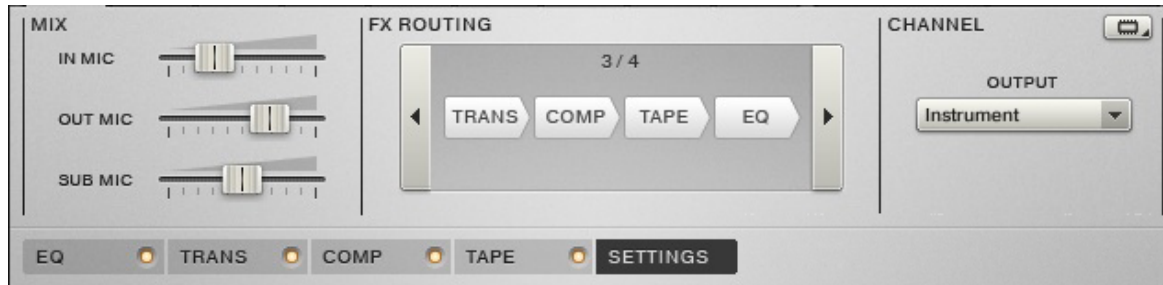 MIX
IN MIC
OUT MIC
SUB MIC
FX ROUTING
3 / 4
TRANS COMP TAPE EQ
CHANNEL
OUTPUT
Instrument
EQ TRANS COMP TAPE SETTINGS